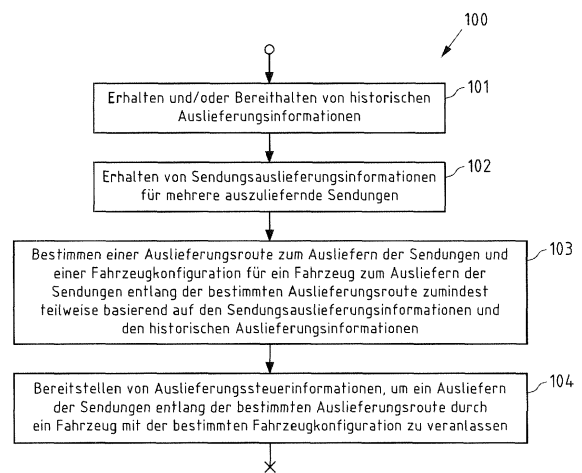 100
101
Erhalten und/oder Bereithalten von historischen
Auslieferungsinformationen
102
Erhalten von Sendungsauslieferungsinformationen
für mehrere auszuliefernde Sendungen
103
Bestimmen einer Auslieferungsroute zum Ausliefern der Sendungen und
einer Fahrzeugkonfiguration für ein Fahrzeug zum Ausliefern der
Sendungen entlang der bestimmten Auslieferungsroute zumindest
teilweise basierend auf den Sendungsauslieferungsinformationen und
den historischen Auslieferungsinformationen
104
Bereitstellen von Auslieferungssteuerinformationen, um ein Ausliefern
der Sendungen entlang der bestimmten Auslieferungsroute durch
ein Fahrzeug mit der bestimmten Fahrzeugkonfiguration zu veranlassen